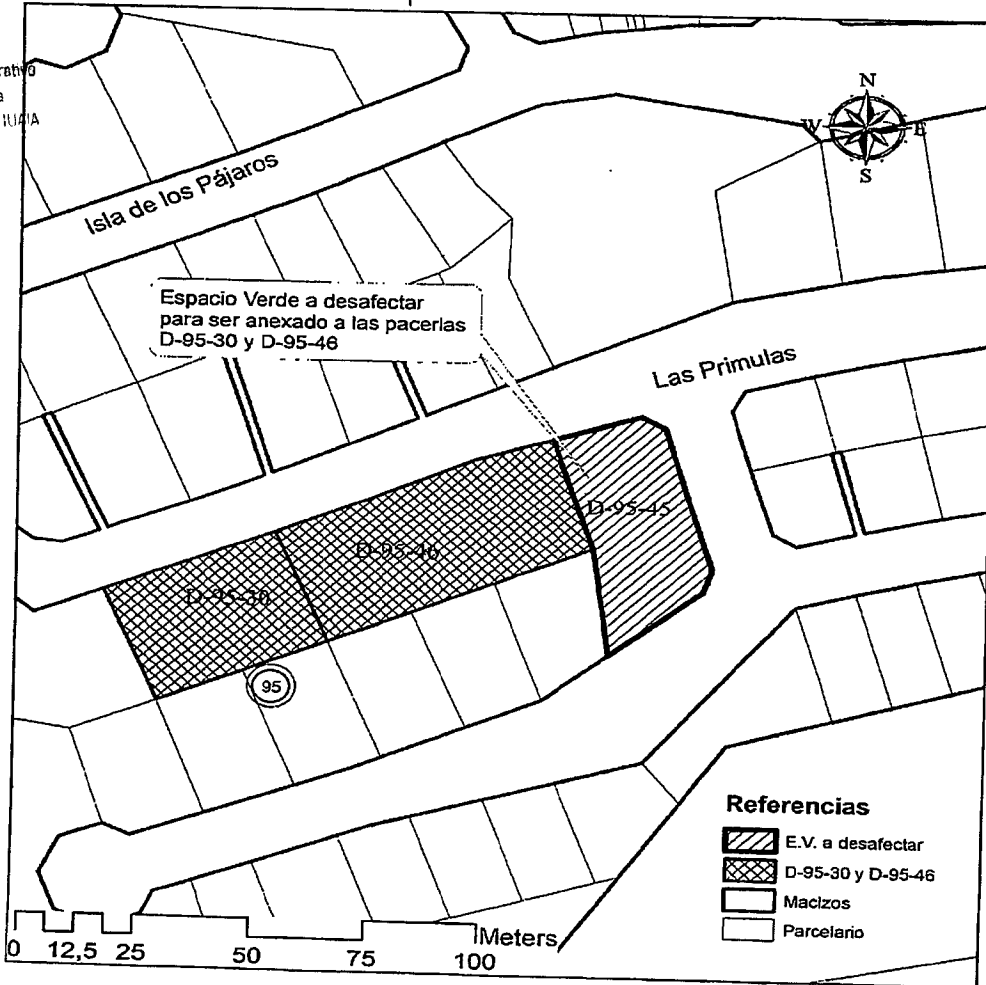 N
W E
S
Isla de los Pájaros
Espacio Verde a desafectar
para ser anexado a las pacerlas
D-95-30 y D-95-46
Las Primulas
D-95-45
D-95-46
D-95-30
95
Referencias
E.V. a desafectar
D-95-30 y D-95-46
Macizos
Parcelario
0 12,5 25 50 75 100 Meters